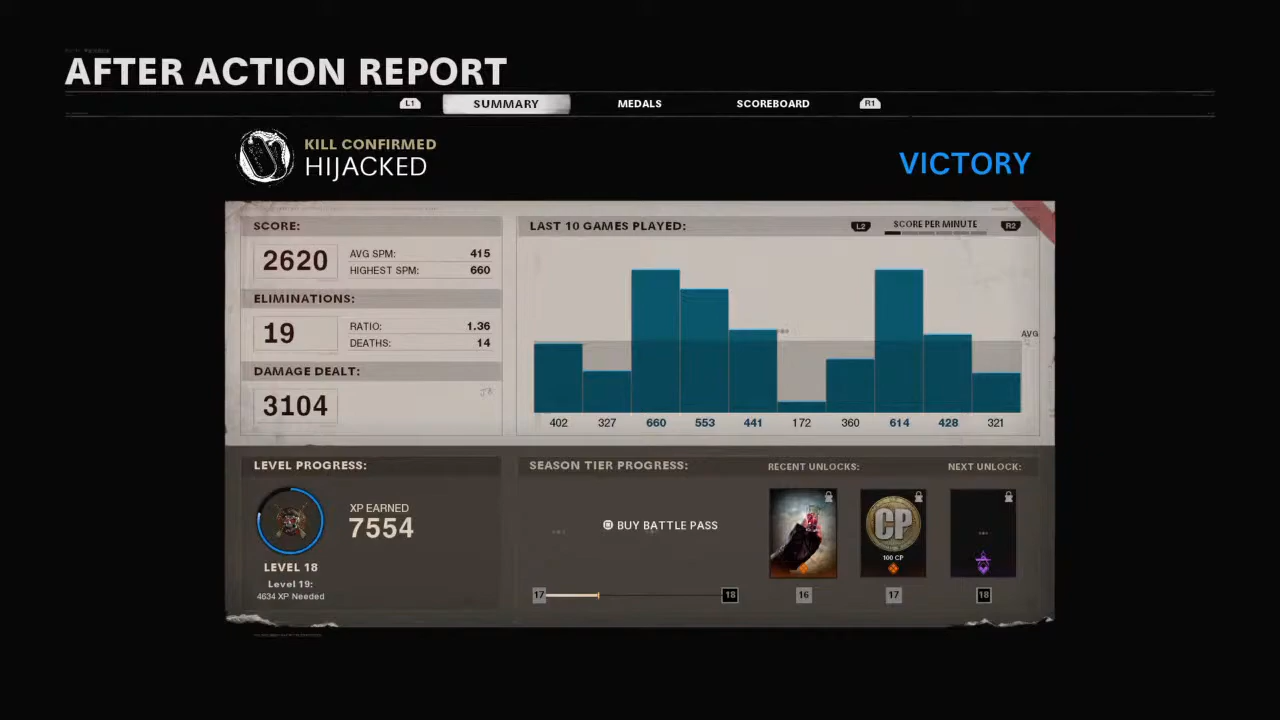 AFTER ACTION REPORT
L1 SUMMARY MEDALS SCOREBOARD R1
KILL CONFIRMED
HIJACKED
VICTORY
SCORE:
2620
AVG SPM: 415
HIGHEST SPM: 660
ELIMINATIONS:
19
RATIO: 1.36
DEATHS: 14
DAMAGE DEALT:
3104
LAST 10 GAMES PLAYED:
L2 SCORE PER MINUTE R2
AVG
402 327 660 553 441 172 360 614 428 321
LEVEL PROGRESS:
XP EARNED
7554
LEVEL 18
Level 19:
4634 XP Needed
SEASON TIER PROGRESS:
BUY BATTLE PASS
17 18
RECENT UNLOCKS:
NEXT UNLOCK:
CP
100 CP
16 17 18